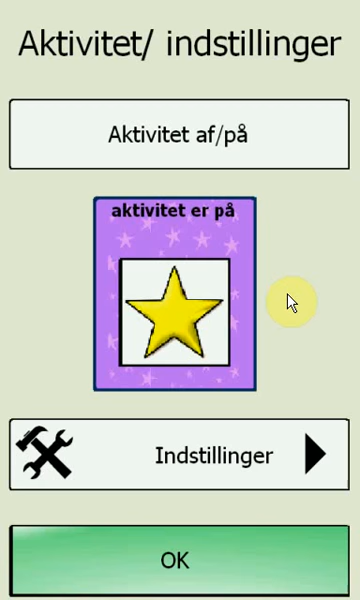 Aktivitet/ indstillinger
Aktivitet af/på
aktivitet er på
Indstillinger
OK